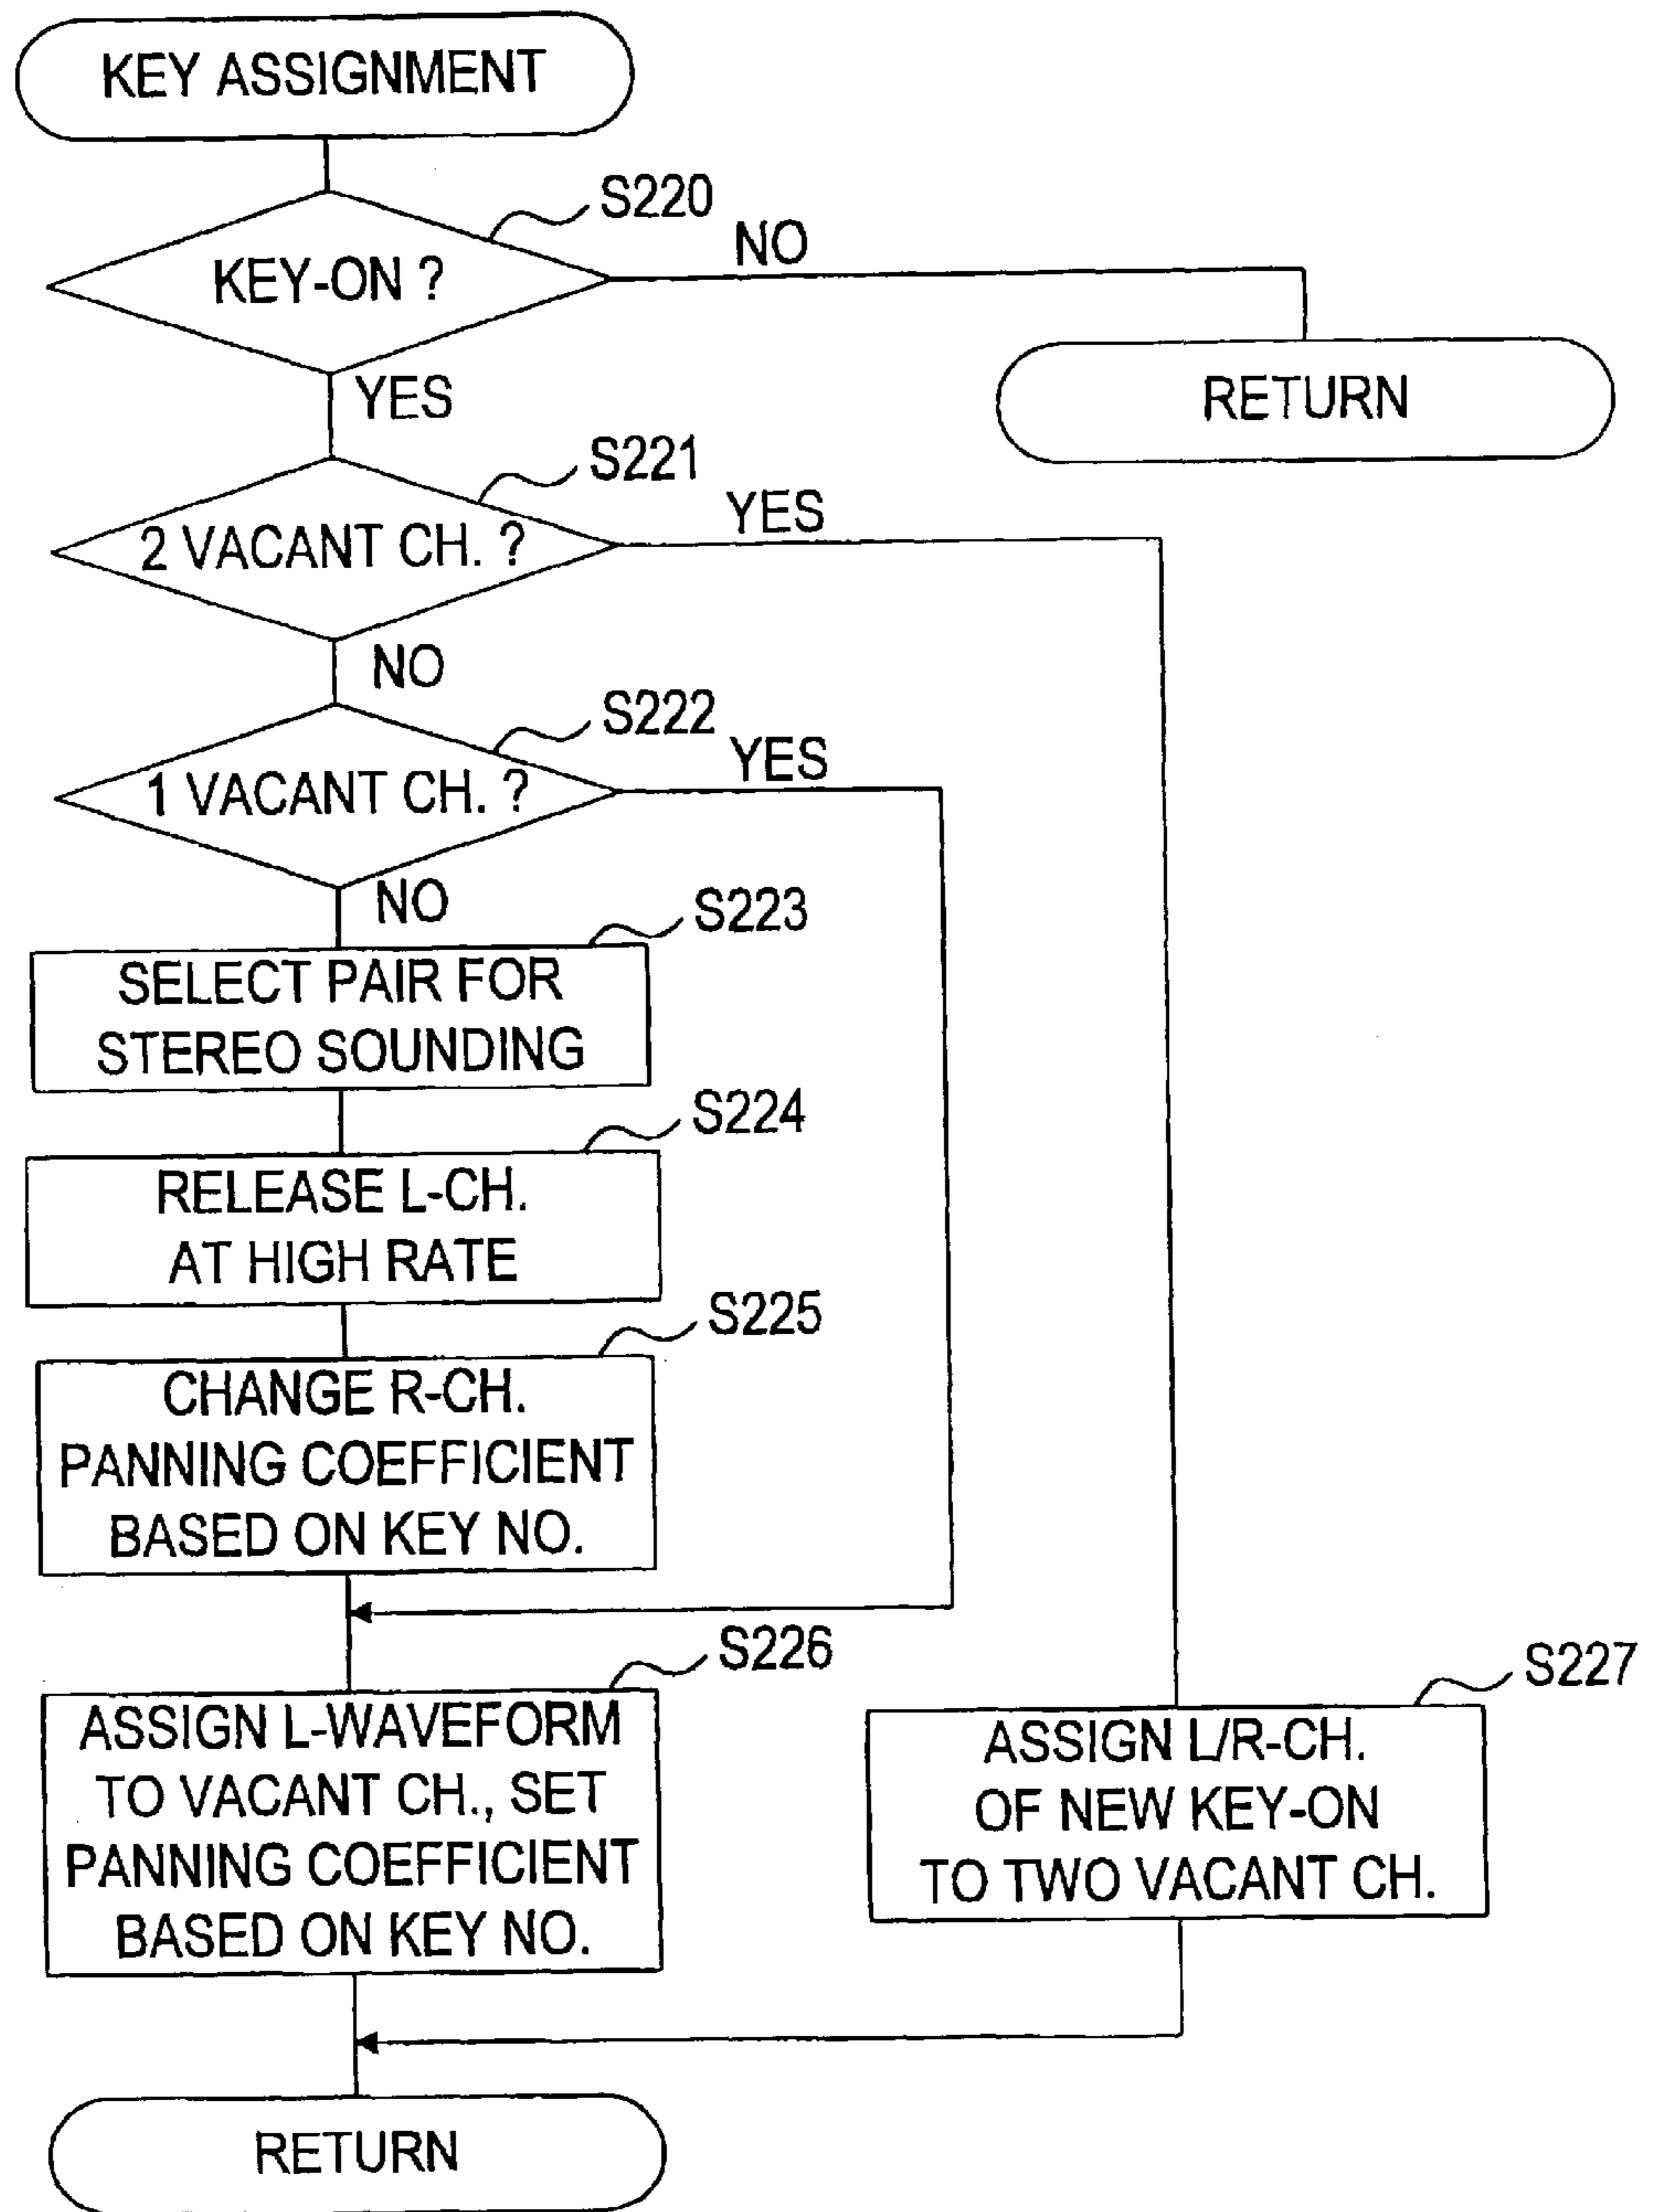 KEY ASSIGNMENT
S220
KEY-ON ?
NO
RETURN
YES
S221
2 VACANT CH. ?
YES
NO
S222
1 VACANT CH. ?
YES
NO
S223
SELECT PAIR FOR
STEREO SOUNDING
S224
RELEASE L-CH.
AT HIGH RATE
S225
CHANGE R-CH.
PANNING COEFFICIENT
BASED ON KEY NO.
S226
ASSIGN L-WAVEFORM
TO VACANT CH., SET
PANNING COEFFICIENT
BASED ON KEY NO.
S227
ASSIGN L/R-CH.
OF NEW KEY-ON
TO TWO VACANT CH.
RETURN